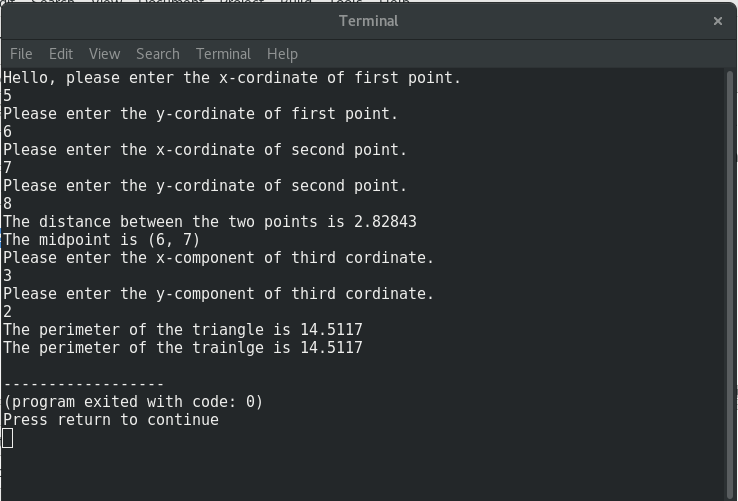 Terminal
File Edit View Search Terminal Help
Hello, please enter the x-cordinate of first point.
5
Please enter the y-cordinate of first point.
6
Please enter the x-cordinate of second point.
7
Please enter the y-cordinate of second point.
8
The distance between the two points is 2.82843
The midpoint is (6, 7)
Please enter the x-component of third cordinate.
3
Please enter the y-component of third cordinate.
2
The perimeter of the triangle is 14.5117
The perimeter of the trainlge is 14.5117
------------------
(program exited with code: 0)
Press return to continue